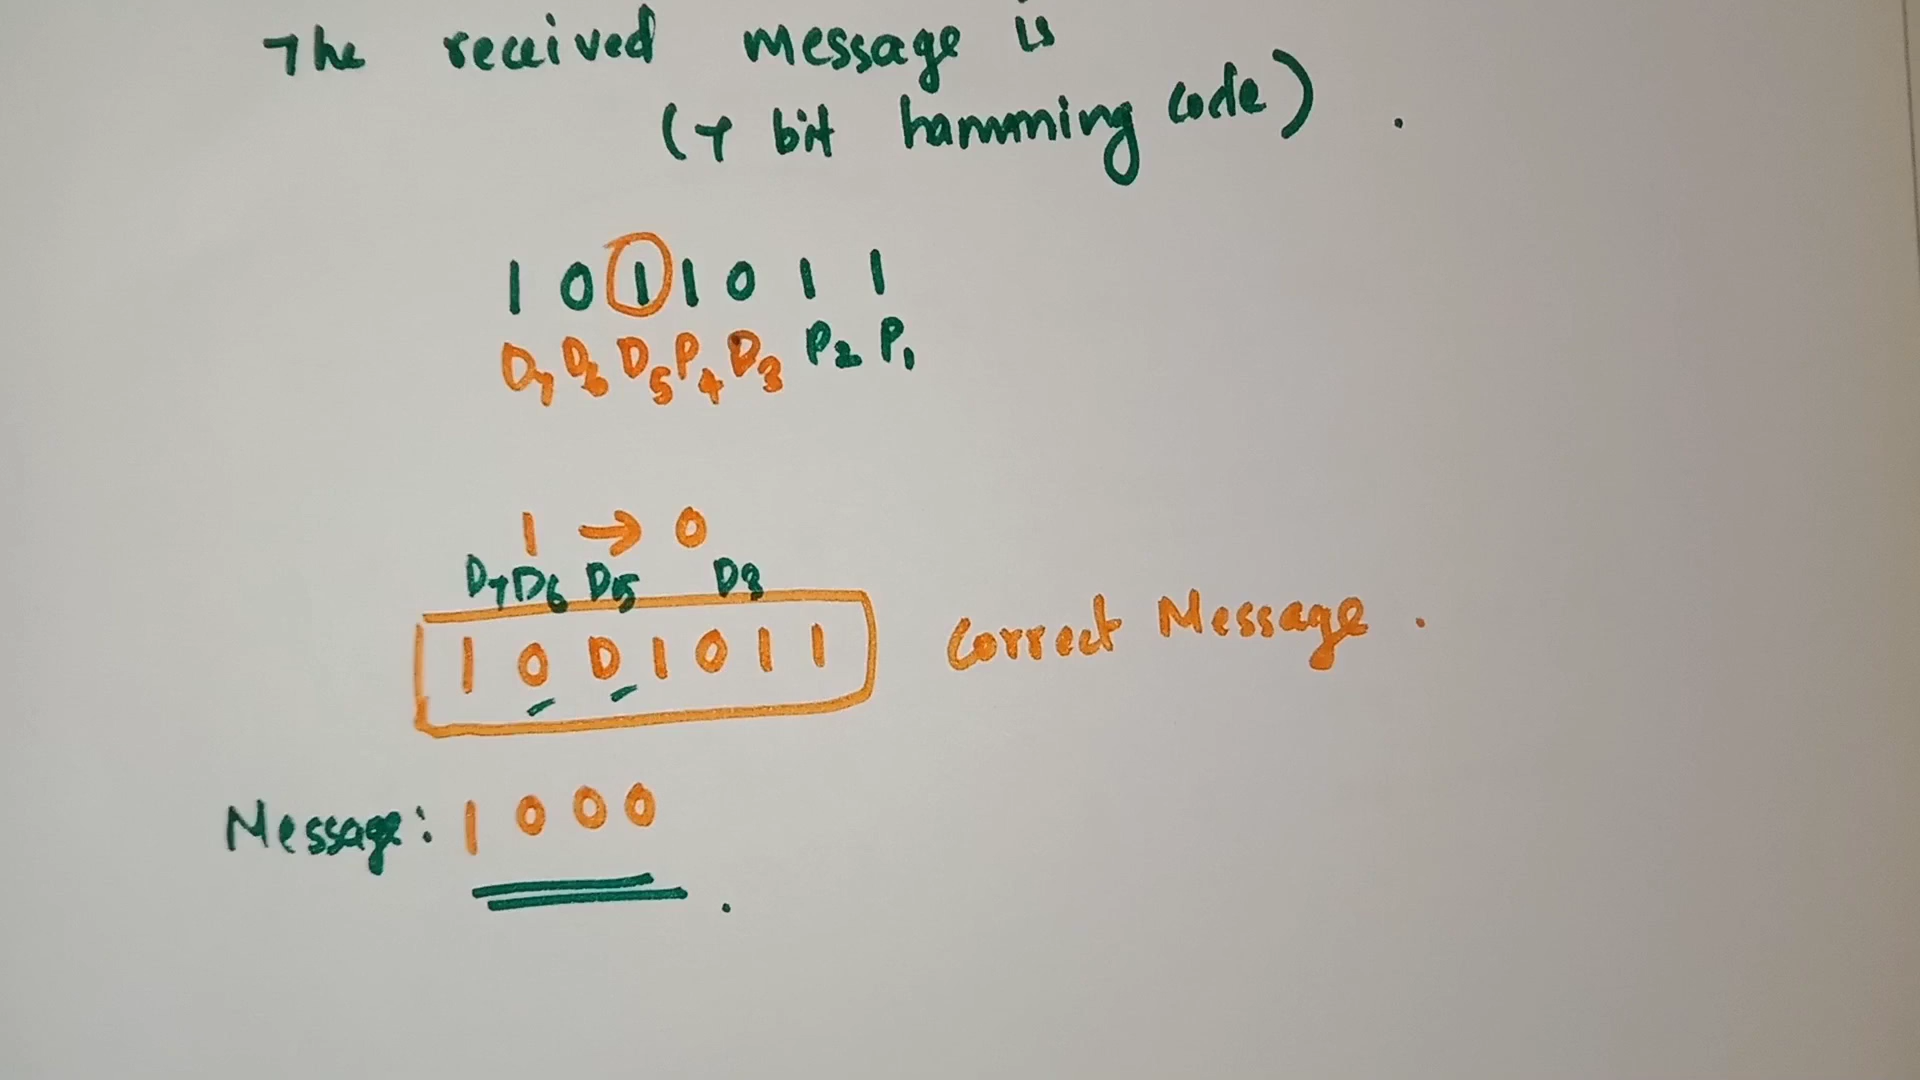 The received message is
(7 bit hamming code) .
1 0 1 1 0 1 1
D7 D6 D5 P4 D3 P2 P1
1 → 0
D7 D6 D5 D3
1 0 0 1 0 1 1 Correct Message .
Message: 1 0 0 0 .